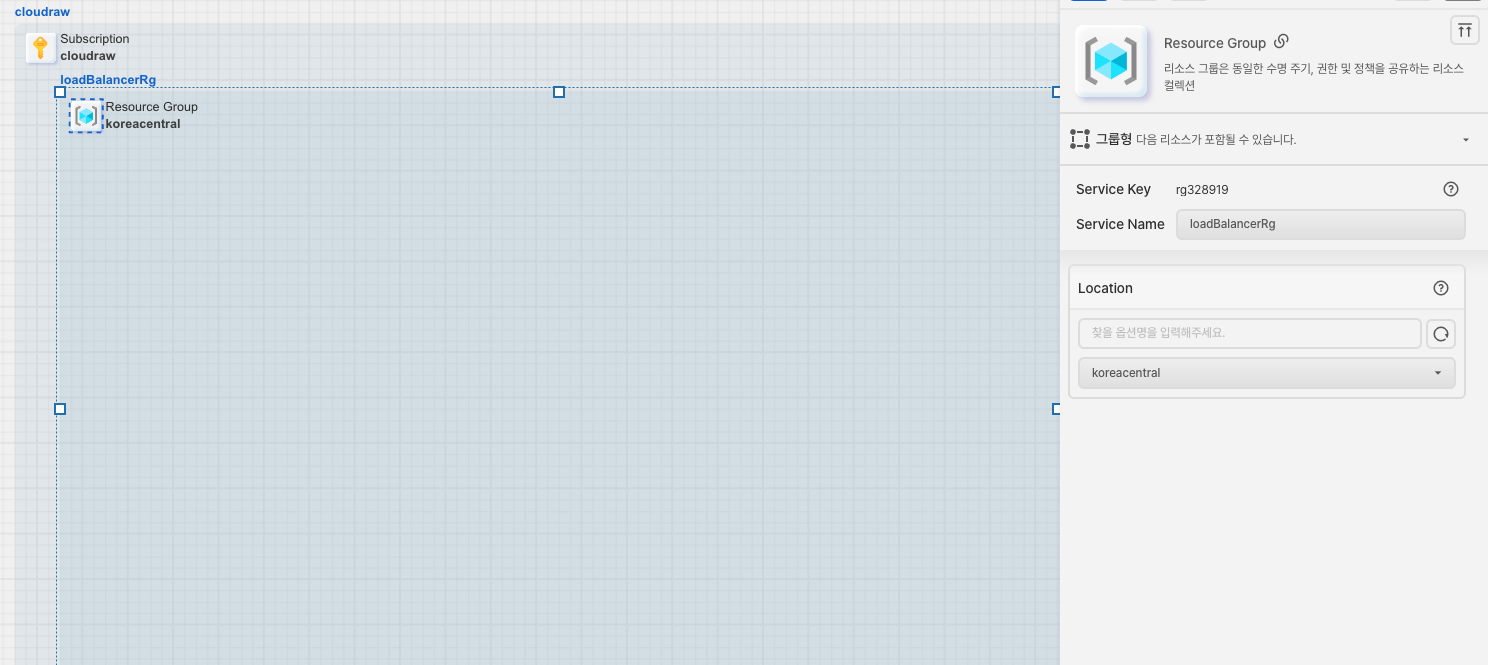 cloudraw
Subscription
cloudraw
loadBalancerRg
Resource Group
koreacentral
Resource Group
리소스 그룹은 동일한 수명 주기, 권한 및 정책을 공유하는 리소스
컬렉션
그룹형 다음 리소스가 포함될 수 있습니다.
Service Key rg328919
Service Name loadBalancerRg
Location
찾을 옵션명을 입력해주세요.
koreacentral